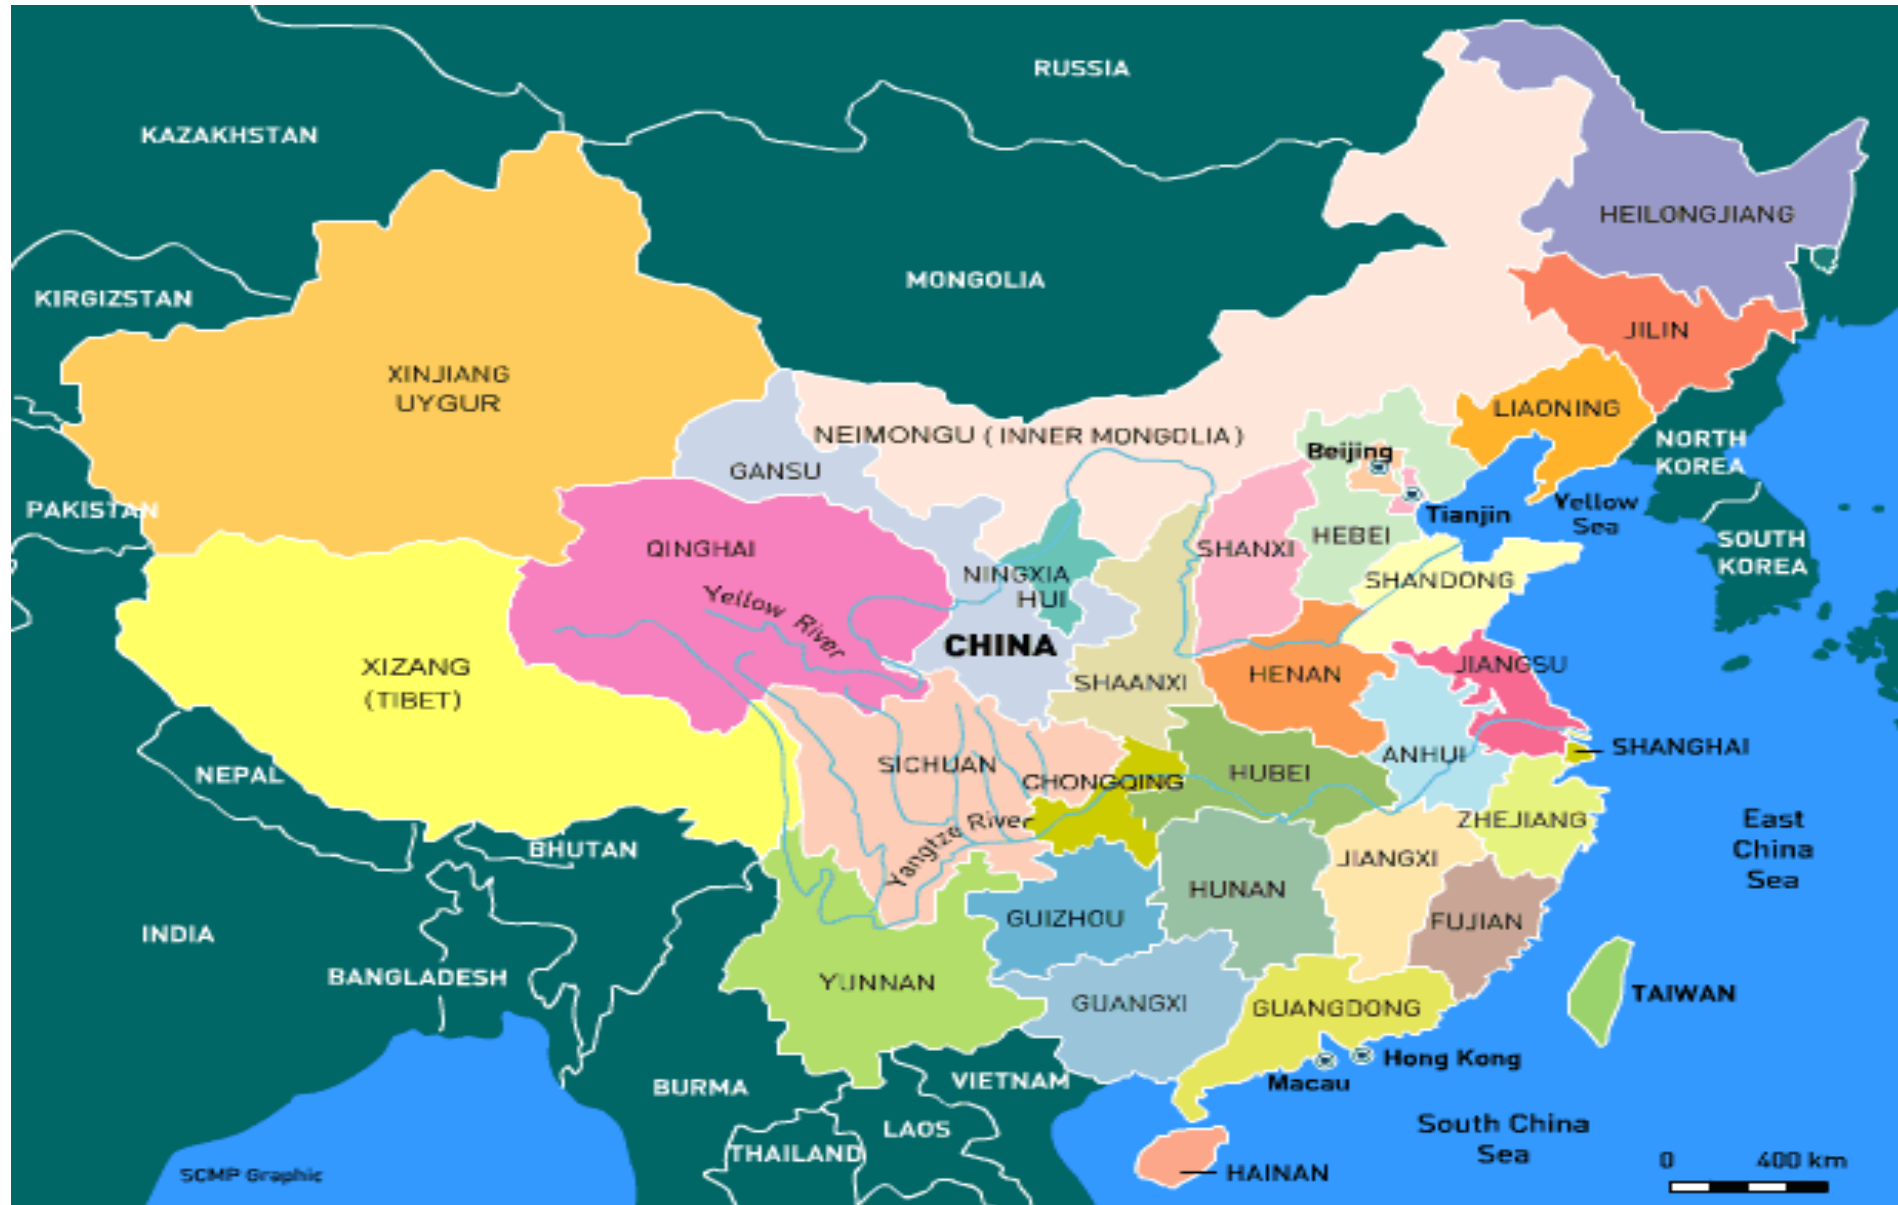 RUSSIA
KAZAKHSTAN
HEILONGJIANG
MONGOLIA
KIRGIZSTAN
JILIN
XINJIANG
UYGUR
LIAONING
NEIMONGU ( INNER MONGOLIA )
NORTH
KOREA
Beijing
GANSU
PAKISTAN
Tianjin
Yellow
Sea
HEBEI
SHANXI
QINGHAI
SOUTH
KOREA
NINGXIA
HUI
SHANDONG
Yellow River
CHINA
XIZANG
(TIBET)
SHAANXI
HENAN
JIANGSU
SHANGHAI
NEPAL
SICHUAN
CHONGQING
HUBEI
ANHUI
ZHEJIANG
East
China
Sea
BHUTAN
Yangtze River
JIANGXI
HUNAN
GUIZHOU
FUJIAN
INDIA
BANGLADESH
YUNNAN
GUANGXI
GUANGDONG
TAIWAN
Hong Kong
Macau
BURMA
VIETNAM
LAOS
THAILAND
South China
Sea
HAINAN
SCMP Graphic
0 400 km